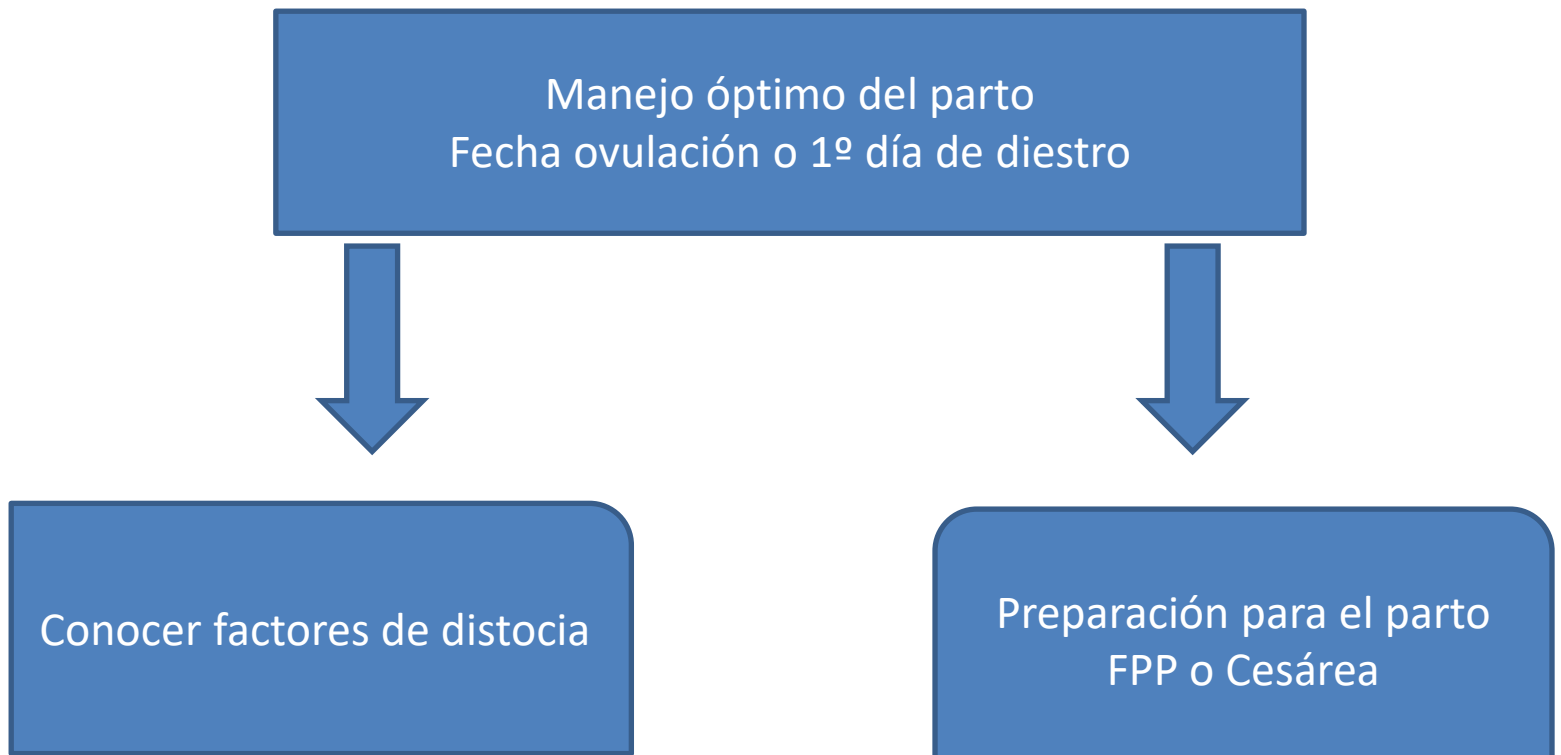 Manejo óptimo del parto
Fecha ovulación o 1º día de diestro
Conocer factores de distocia
Preparación para el parto
FPP o Cesárea